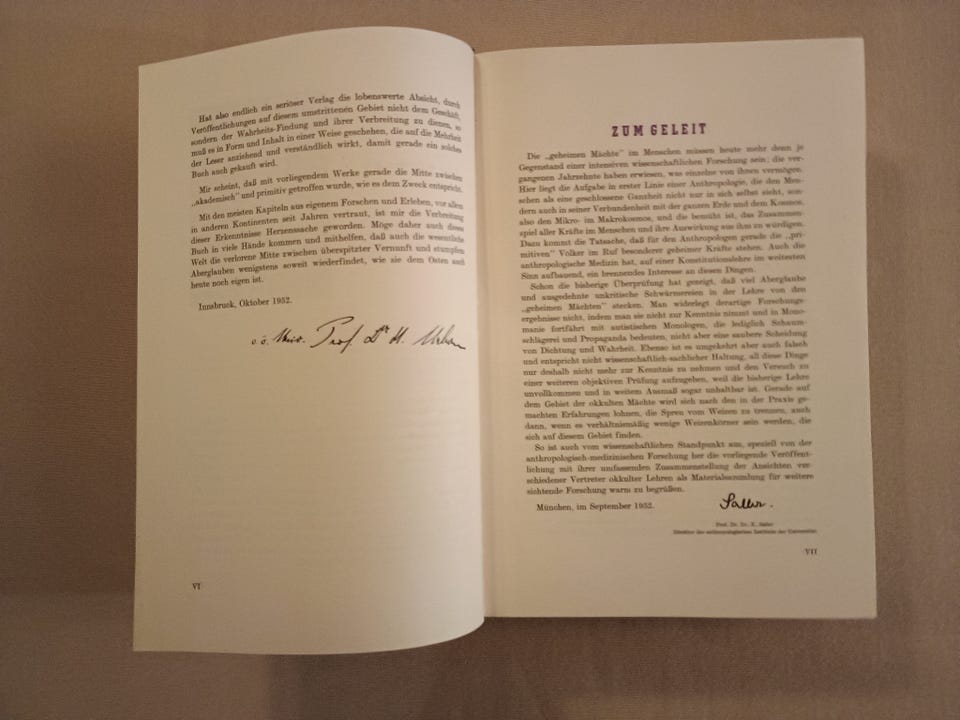 Hat also endlich ein seriöser Verlag die lobenswerte Absicht, durch
Veröffentlichungen auf diesem umstrittenen Gebiet nicht dem Geschäft,
sondern der Wahrheits-Findung und ihrer Verbreitung zu dienen, so
muß es in Form und Inhalt in einer Weise geschehen, die auf die Mehrheit
der Leser anziehend und verständlich wirkt, damit gerade ein solches
Buch auch gekauft wird.
Mir scheint, daß mit vorliegendem Werke gerade die Mitte zwischen
„akademisch" und primitiv getroffen wurde, wie es dem Zweck entspricht.
Mit den meisten Kapiteln aus eigenem Forschen und Erleben, vor allem
in anderen Kontinenten seit Jahren vertraut, ist mir die Verbreitung
dieser Erkenntnisse Herzenssache geworden. Möge daher auch dieses
Buch in viele Hände kommen und mithelfen, daß auch die wesentliche
Welt die verlorene Mitte zwischen überspitzter Vernunft und stumpfem
Aberglauben wenigstens soweit wiederfindet, wie sie dem Osten auch
heute noch eigen ist.
Innsbruck, Oktober 1952.
o. ö. Univ. Prof. Dr H. Urban
VI
ZUM GELEIT
Die „geheimen Mächte" im Menschen müssen heute mehr denn je
Gegenstand einer intensiven wissenschaftlichen Forschung sein; die ver-
gangenen Jahrzehnte haben erwiesen, was einzelne von ihnen vermögen.
Hier liegt die Aufgabe in erster Linie einer Anthropologie, die den Men-
schen als eine geschlossene Ganzheit nicht nur in sich selbst sieht, son-
dern auch in seiner Verbundenheit mit der ganzen Erde und dem Kosmos,
also den Mikro- im Makrokosmos, und die bemüht ist, das Zusammen-
spiel aller Kräfte im Menschen und ihre Auswirkung aus ihm zu würdigen.
Dazu kommt die Tatsache, daß für den Anthropologen gerade die „pri-
mitiven" Völker im Ruf besonderer geheimer Kräfte stehen. Auch die
anthropologische Medizin hat, auf einer Konstitutionslehre im weitesten
Sinn aufbauend, ein brennendes Interesse an diesen Dingen.
Schon die bisherige Überprüfung hat gezeigt, daß viel Aberglaube
und ausgedehnte unkritische Schwärmereien in der Lehre von den
„geheimen Mächten" stecken. Man widerlegt derartige Forschungs-
ergebnisse nicht, indem man sie nicht zur Kenntnis nimmt und in Mono-
manie fortfährt mit autistischen Monologen, die lediglich Schaum-
schlägerei und Propaganda bedeuten, nicht aber eine saubere Scheidung
von Dichtung und Wahrheit. Ebenso ist es umgekehrt aber auch falsch
und entspricht nicht wissenschaftlich-sachlicher Haltung, all diese Dinge
nur deshalb nicht mehr zur Kenntnis zu nehmen und den Versuch zu
einer weiteren objektiven Prüfung aufzugeben, weil die bisherige Lehre
unvollkommen und in weitem Ausmaß sogar unhaltbar ist. Gerade auf
dem Gebiet der okkulten Mächte wird sich nach den in der Praxis ge-
machten Erfahrungen lohnen, die Spreu vom Weizen zu trennen, auch
dann, wenn es verhältnismäßig wenige Weizenkörner sein werden, die
sich auf diesem Gebiet finden.
So ist auch vom wissenschaftlichen Standpunkt aus, speziell von der
anthropologisch-medizinischen Forschung her die vorliegende Veröffent-
lichung mit ihrer umfassenden Zusammenstellung der Ansichten ver-
schiedener Vertreter okkulter Lehren als Materialsammlung für weitere
sichtende Forschung warm zu begrüßen.
München, im September 1952.
Saller.
Prof. Dr. Dr. K. Saller
Direktor des anthropologischen Instituts der Universität
VII